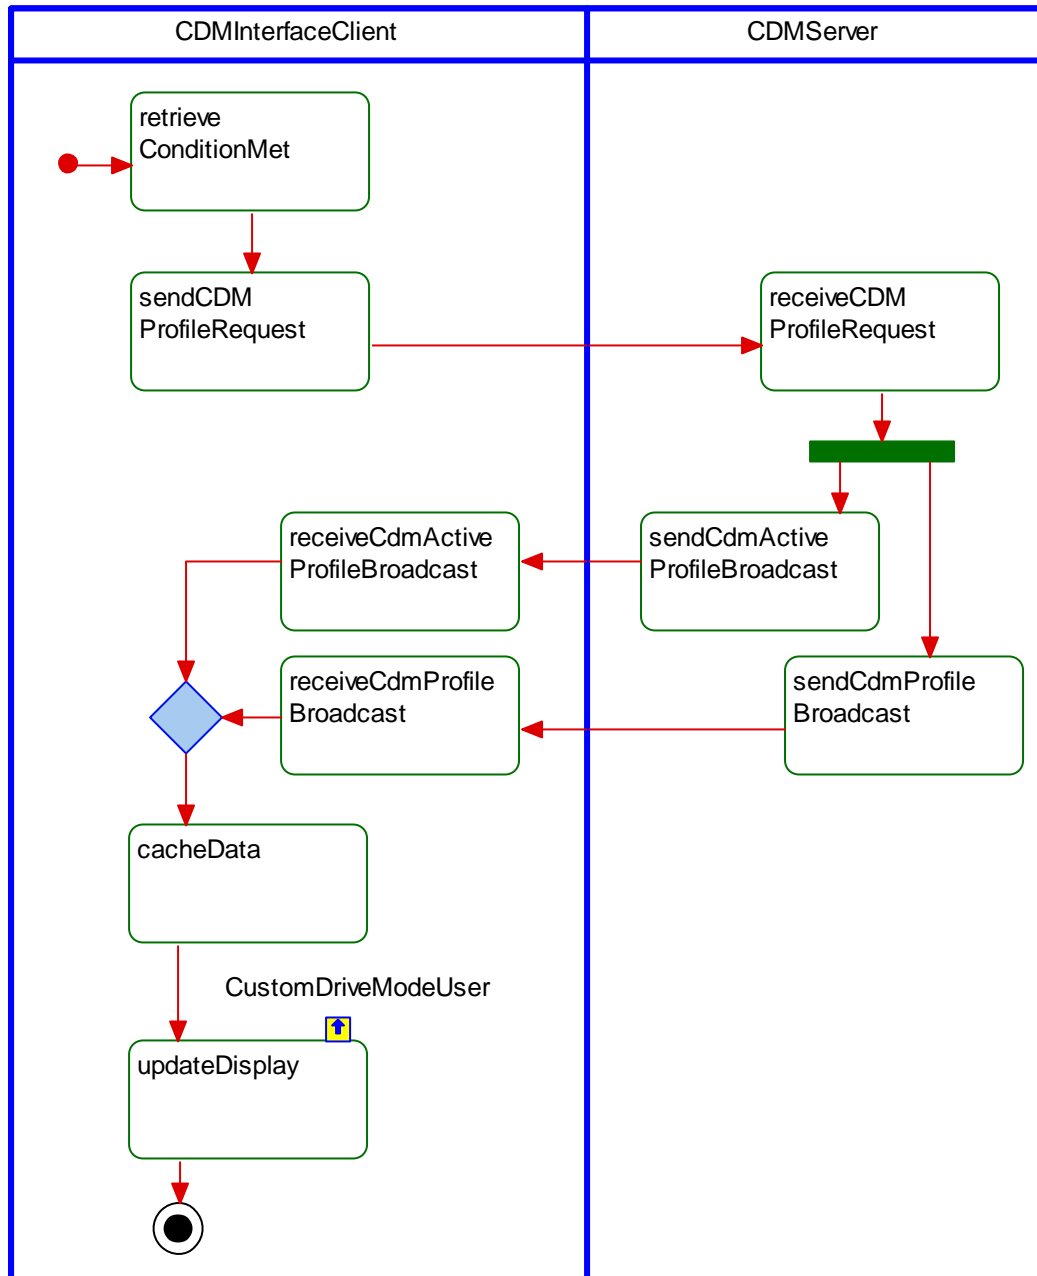 CDMInterfaceClient
CDMServer
retrieve
ConditionMet
sendCDM
ProfileRequest
receiveCDM
ProfileRequest
receiveCdmActive
ProfileBroadcast
sendCdmActive
ProfileBroadcast
receiveCdmProfile
Broadcast
sendCdmProfile
Broadcast
cacheData
CustomDriveModeUser
updateDisplay